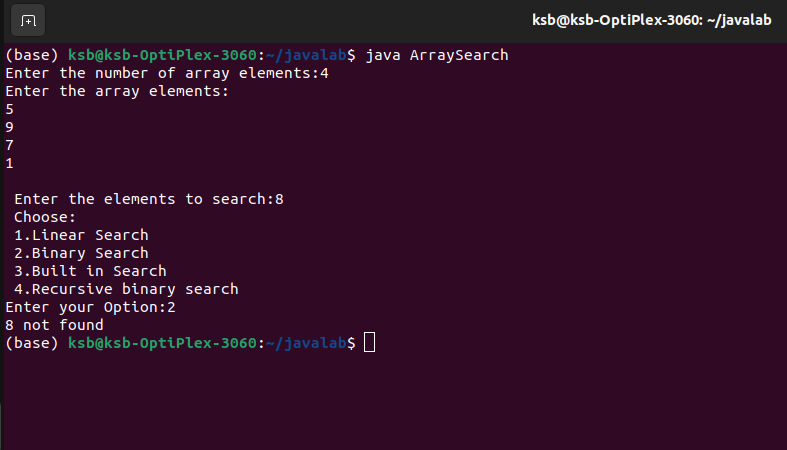 ksb@ksb-OptiPlex-3060: ~/javalab
(base) ksb@ksb-OptiPlex-3060:~/javalab$ java ArraySearch
Enter the number of array elements:4
Enter the array elements:
5
9
7
1
Enter the elements to search:8
Choose:
1.Linear Search
2.Binary Search
3.Built in Search
4.Recursive binary search
Enter your Option:2
8 not found
(base) ksb@ksb-OptiPlex-3060:~/javalab$